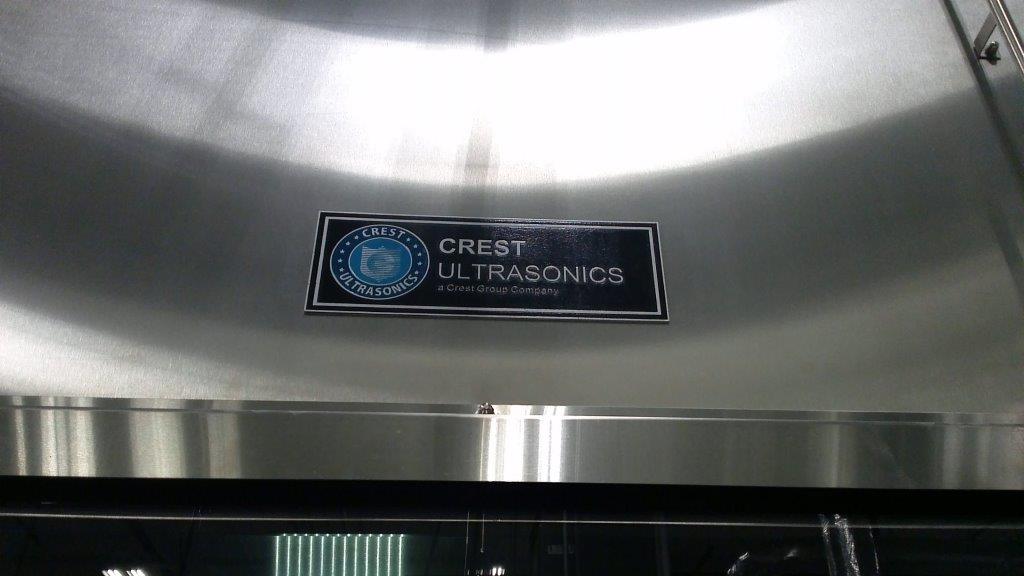 CREST
ULTRASONICS
CREST
ULTRASONICS
a Crest Group Company